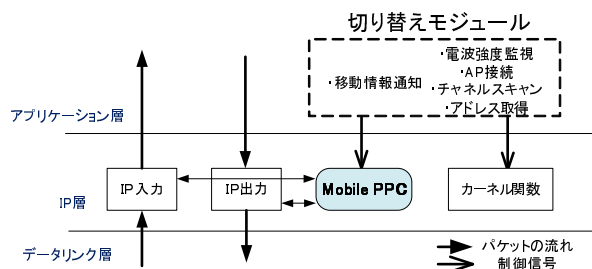 切り替えモジュール
・移動情報通知
・電波強度監視
・AP接続
・チャネルスキャン
・アドレス取得
アプリケーション層
IP入力
IP出力
Mobile PPC
カーネル関数
IP層
データリンク層
パケットの流れ
制御信号